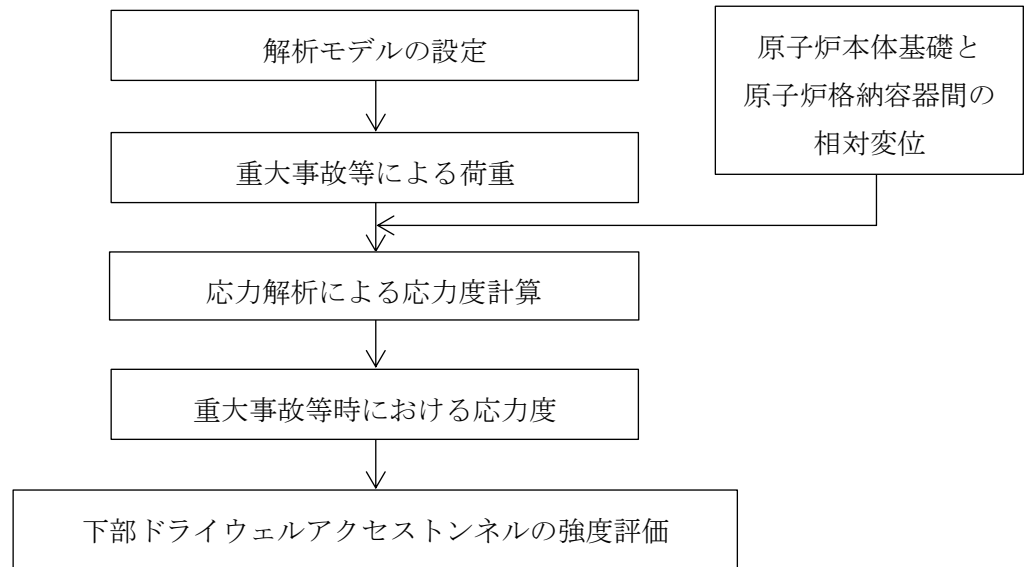 解析モデルの設定
原子炉本体基礎と
原子炉格納容器間の
相対変位
重大事故等による荷重
応力解析による応力度計算
重大事故等時における応力度
下部ドライウェルアクセストンネルの強度評価